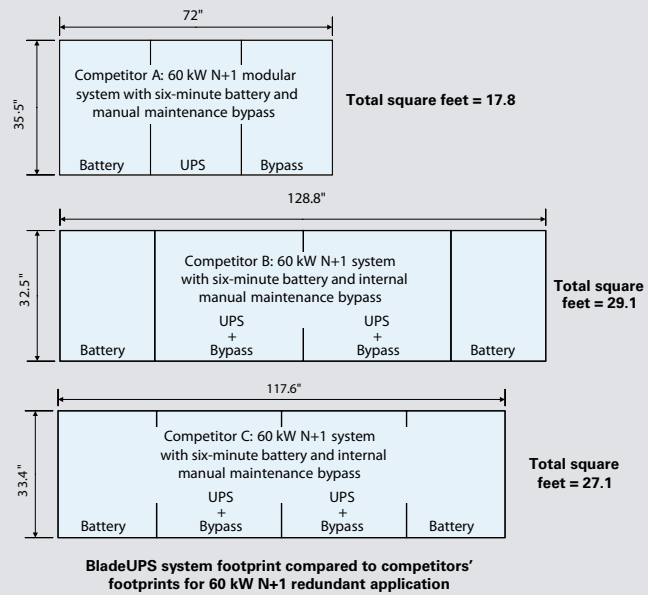 72"
35.5"
Competitor A: 60 kW N+1 modular
system with six-minute battery and
manual maintenance bypass
Battery UPS Bypass
Total square feet = 17.8
128.8"
32.5"
Competitor B: 60 kW N+1 system
with six-minute battery and internal
manual maintenance bypass
UPS UPS
+ +
Battery Bypass Bypass Battery
Total square
feet = 29.1
117.6"
33.4"
Competitor C: 60 kW N+1 system
with six-minute battery and internal
manual maintenance bypass
UPS UPS
+ +
Battery Bypass Bypass Battery
Total square
feet = 27.1
BladeUPS system footprint compared to competitors’
footprints for 60 kW N+1 redundant application